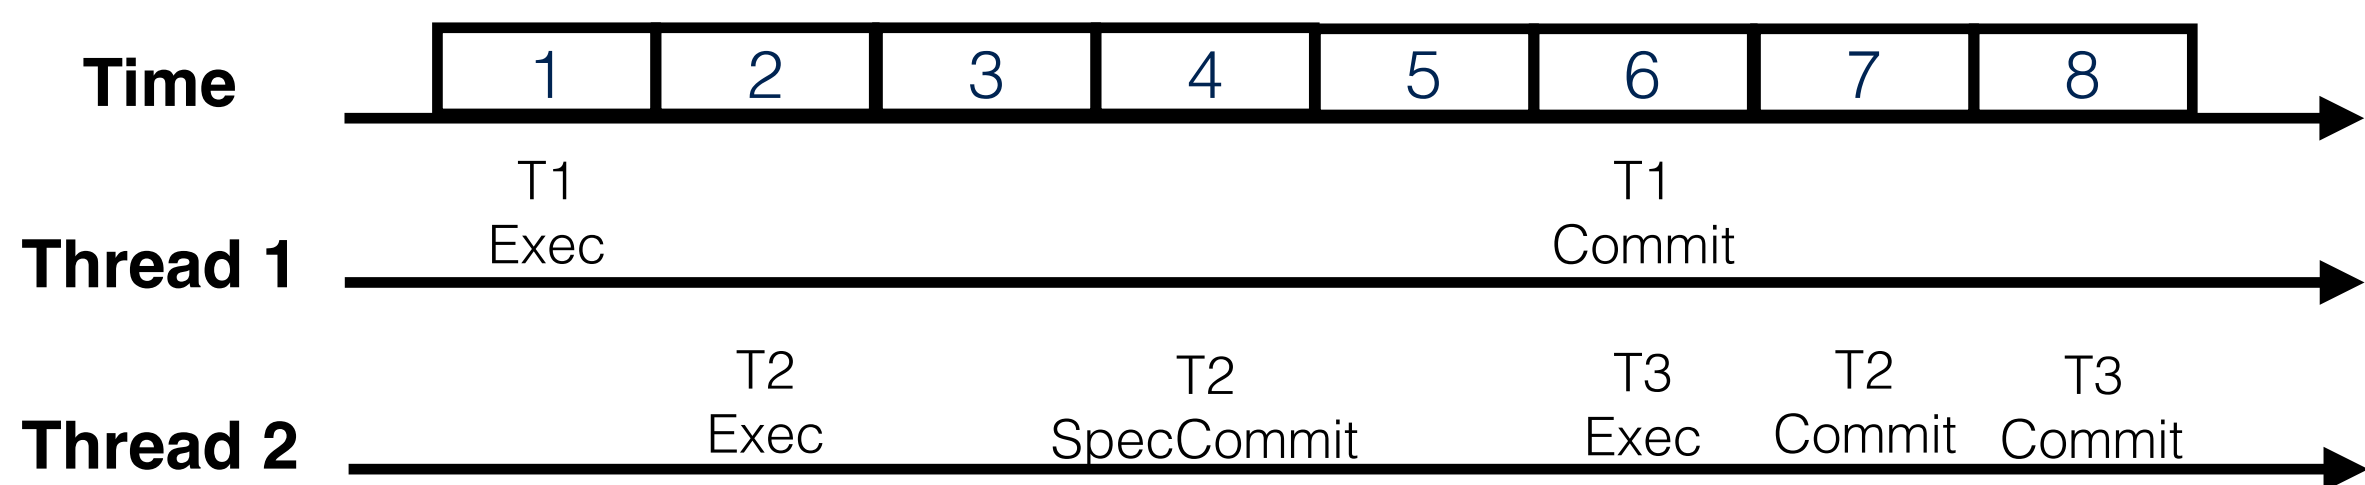 Time 1 2 3 4 5 6 7 8
T1 T1
Exec Commit
Thread 1
T2 T2 T3 T2 T3
Exec SpecCommit Exec Commit Commit
Thread 2